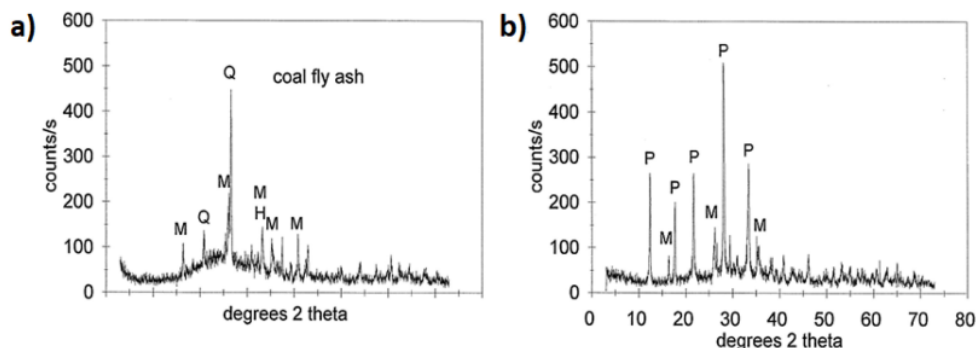 a)
600
500
400
300
200
100
0
counts/s
degrees 2 theta
coal fly ash
M
Q
M
Q
M
H
M
M
b)
600
500
400
300
200
100
0
counts/s
P
M
P
P
M
P
P
M
0 10 20 30 40 50 60 70 80
degrees 2 theta